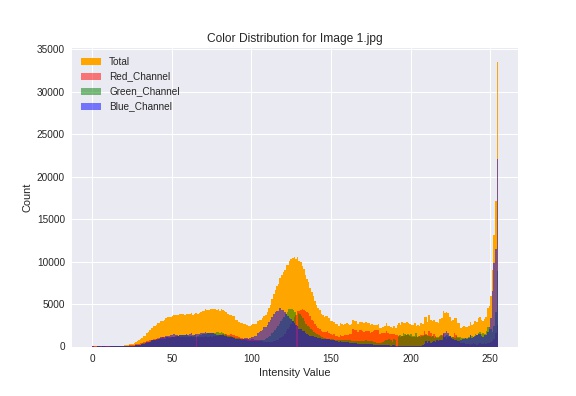 Color Distribution for Image 1.jpg
35000
30000
25000
20000
15000
10000
5000
0
Count
Total
Red_Channel
Green_Channel
Blue_Channel
0 50 100 150 200 250
Intensity Value